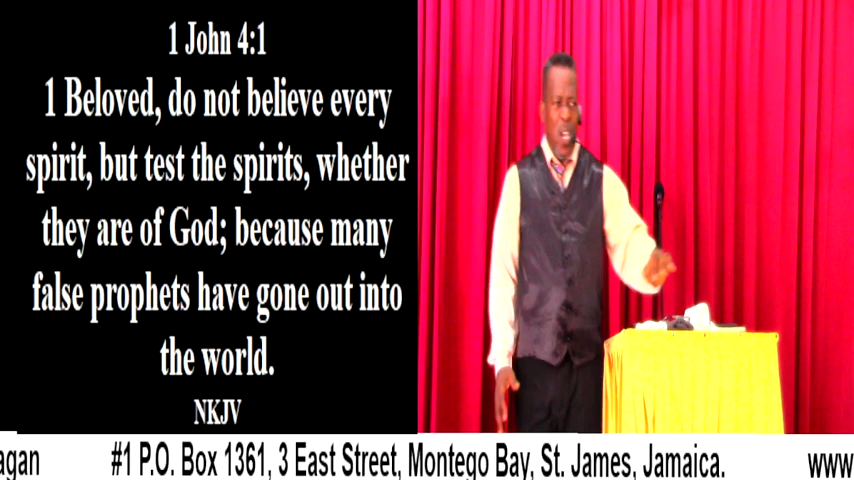 1 John 4:1
1 Beloved, do not believe every
spirit, but test the spirits, whether
they are of God; because many
false prophets have gone out into
the world.
NKJV
agan #1 P.O. Box 1361, 3 East Street, Montego Bay, St. James, Jamaica. www